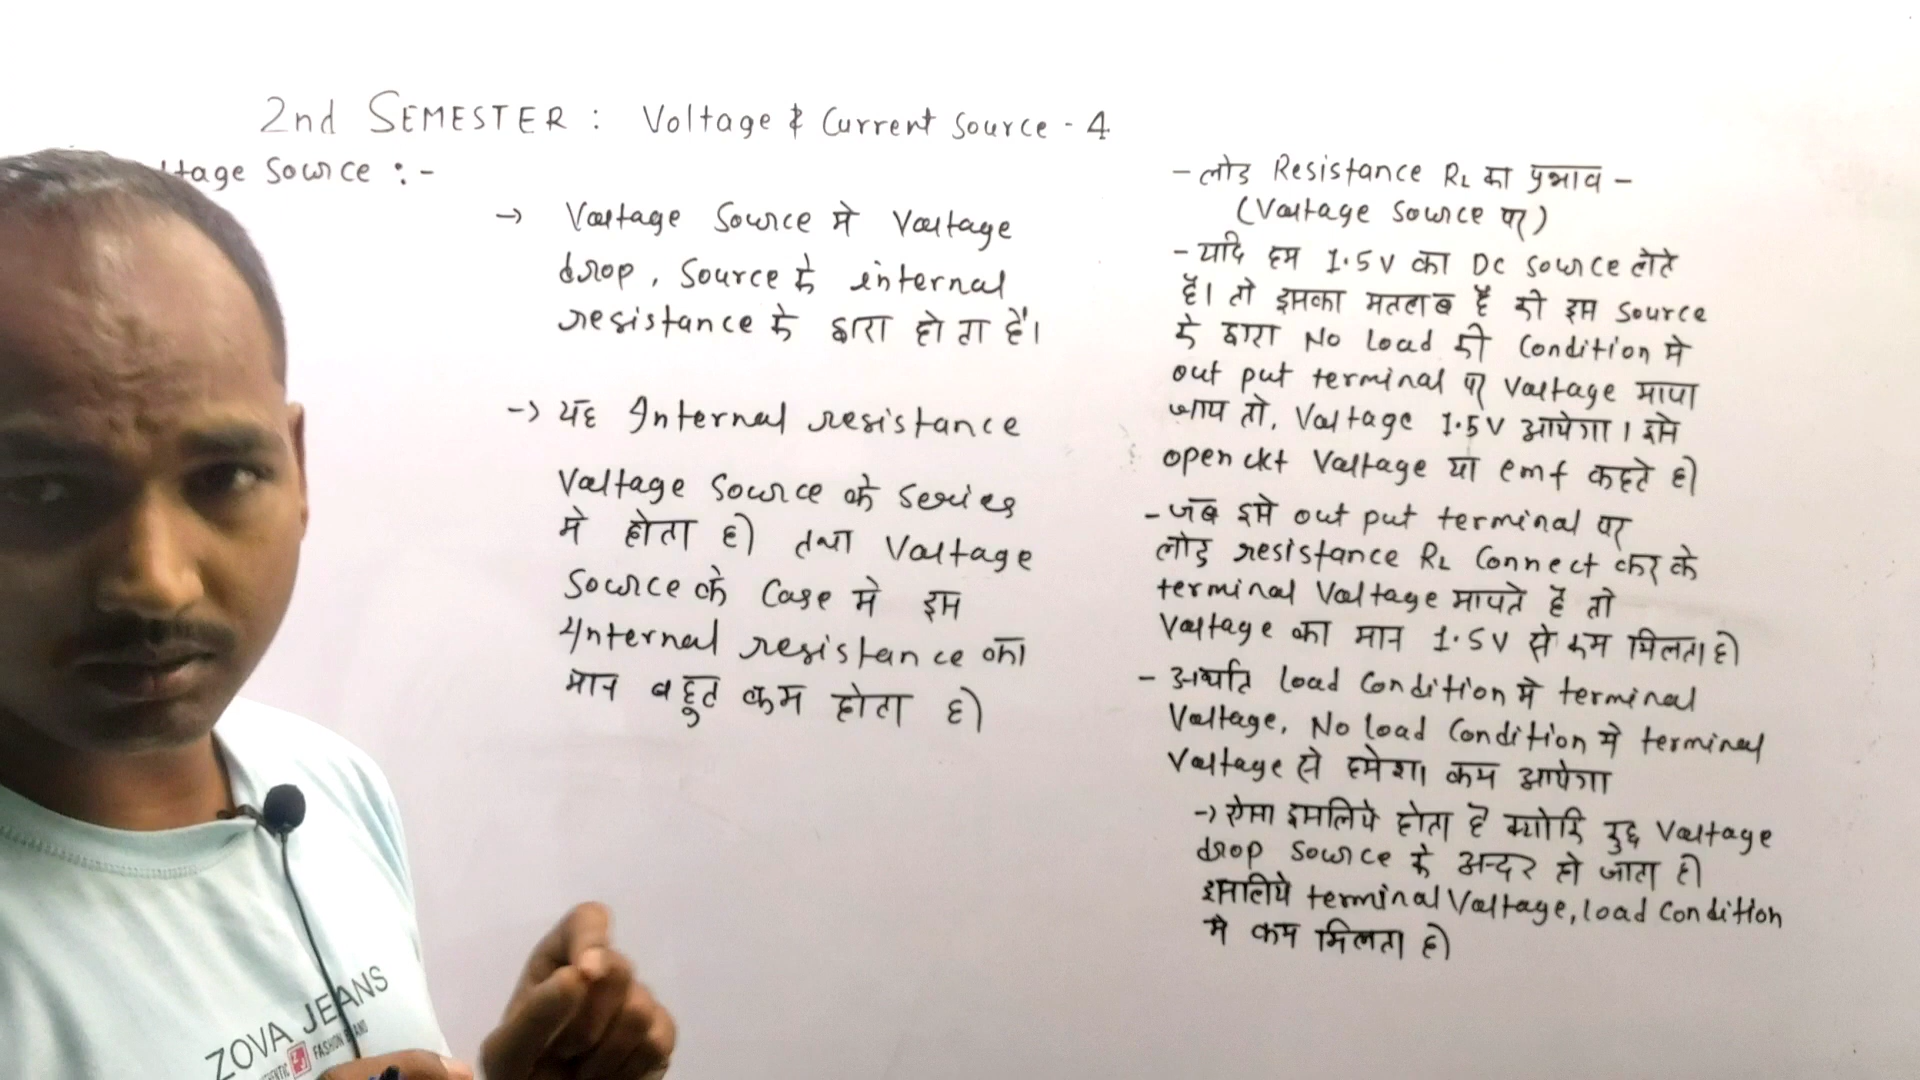 2nd SEMESTER : Voltage & Current Source - 4
ltage Source :-
→ Voltage Source मे Voltage
drop, Source के internal
resistance के द्वारा होता है।
→ यह Internal resistance
Voltage Source के series
मे होता है। तथा Voltage
Source के Case मे इस
Internal resistance का
मान बहुत कम होता है।
- लोड Resistance RL का प्रभाव -
(Voltage Source पर)
- यदि हम 1.5V का DC Source लेते
है। तो इसका मतलब है की इस Source
के द्वारा No Load की Condition मे
out put terminal पर Voltage मापा
जाय तो, Voltage 1.5V आयेगा। इसे
open ckt Voltage या emf कहते है।
- जब इसे out put terminal पर
लोड resistance RL Connect कर के
terminal Voltage मापते है तो
Voltage का मान 1.5V से कम मिलता है।
- अर्थात load Condition मे terminal
Voltage, No load Condition मे terminal
Voltage से हमेशा कम आयेगा
→ ऐसा इसलिये होता है क्योकि कुछ Voltage
drop Source के अन्दर हो जाता है।
इसलिये terminal Voltage, load Condition
मे कम मिलता है।
ZOVA JEANS
FASHION